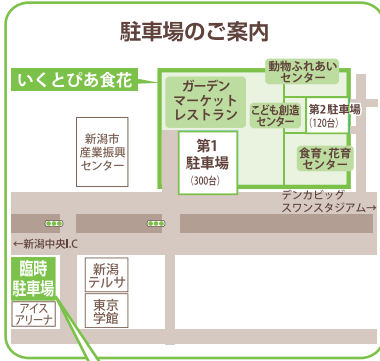 駐車場のご案内
いくとぴあ食花
動物ふれあい
センター
ガーデン
マーケット
レストラン
こども創造
センター
第2駐車場
(120台)
新潟市
産業振興
センター
第1
駐車場
(300台)
食育・花育
センター
デンカビッグ
スワンスタジアム→
←新潟中央I.C
臨時
駐車場
新潟
テルサ
アイス
アリーナ
東京
学館